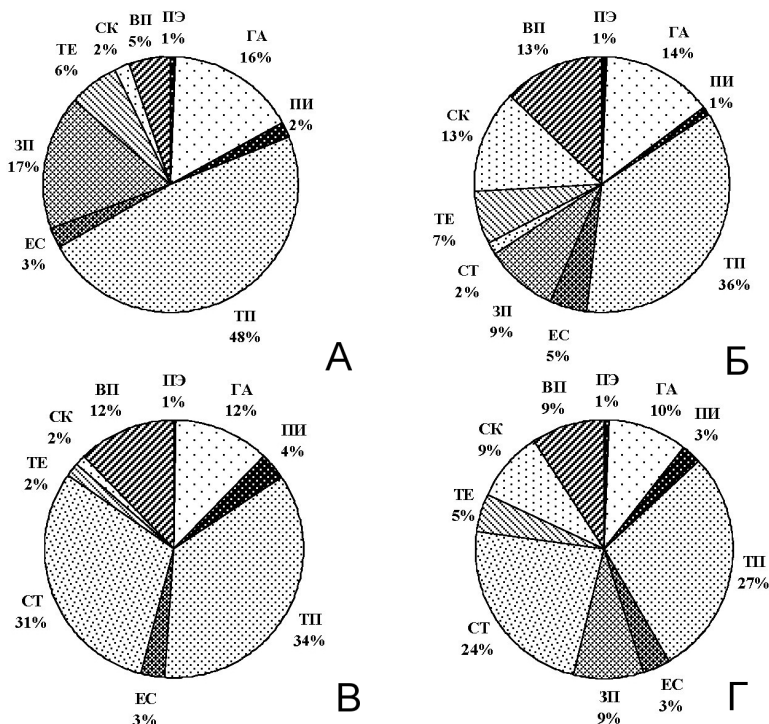 ПЭ
1%
ГА
16%
ПИ
2%
ТП
48%
ЕС
3%
ЗП
17%
ТЕ
6%
СК
2%
ВП
5%
А
ПЭ
1%
ГА
14%
ПИ
1%
ТП
36%
ЕС
5%
ЗП
9%
СТ
2%
ТЕ
7%
СК
13%
ВП
13%
Б
ПЭ
1%
ГА
12%
ПИ
4%
ТП
34%
ЕС
3%
СТ
31%
ТЕ
2%
СК
2%
ВП
12%
В
ПЭ
1%
ГА
10%
ПИ
3%
ТП
27%
ЕС
3%
ЗП
9%
СТ
24%
ТЕ
5%
СК
9%
ВП
9%
Г